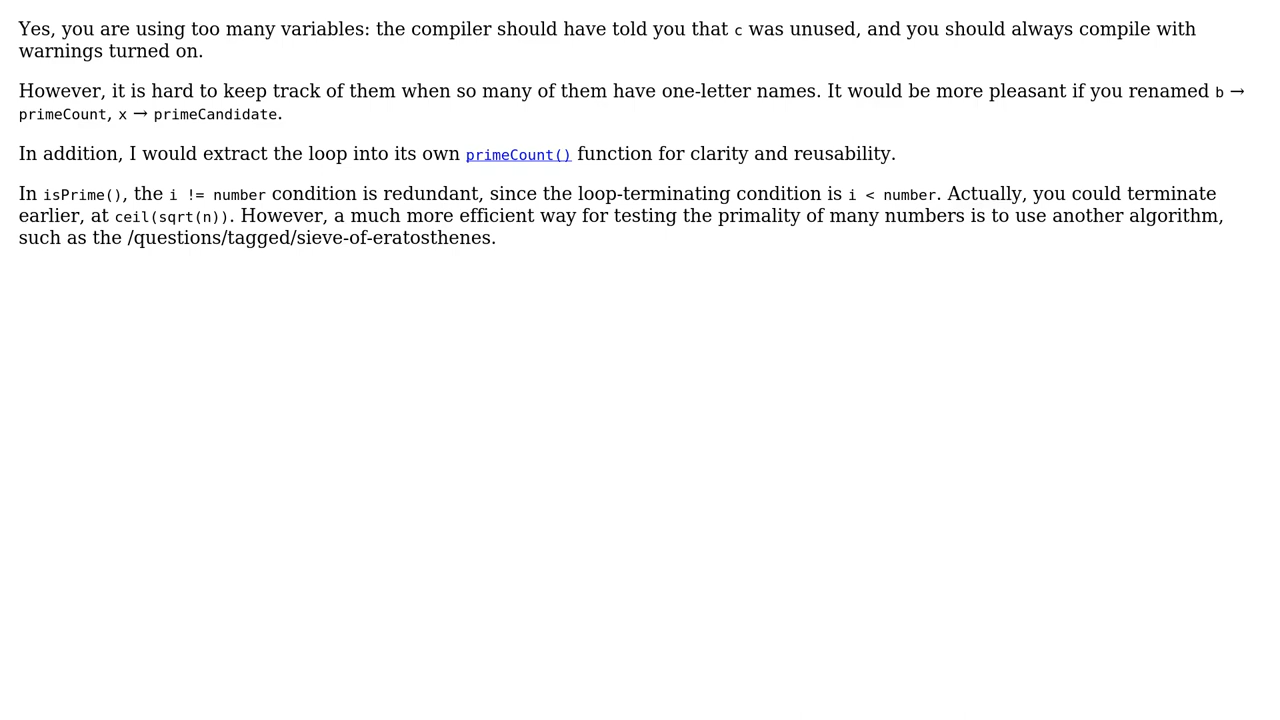 Yes, you are using too many variables: the compiler should have told you that c was unused, and you should always compile with
warnings turned on.
However, it is hard to keep track of them when so many of them have one-letter names. It would be more pleasant if you renamed b →
primeCount, x → primeCandidate.
In addition, I would extract the loop into its own primeCount() function for clarity and reusability.
In isPrime(), the i != number condition is redundant, since the loop-terminating condition is i < number. Actually, you could terminate
earlier, at ceil(sqrt(n)). However, a much more efficient way for testing the primality of many numbers is to use another algorithm,
such as the /questions/tagged/sieve-of-eratosthenes.